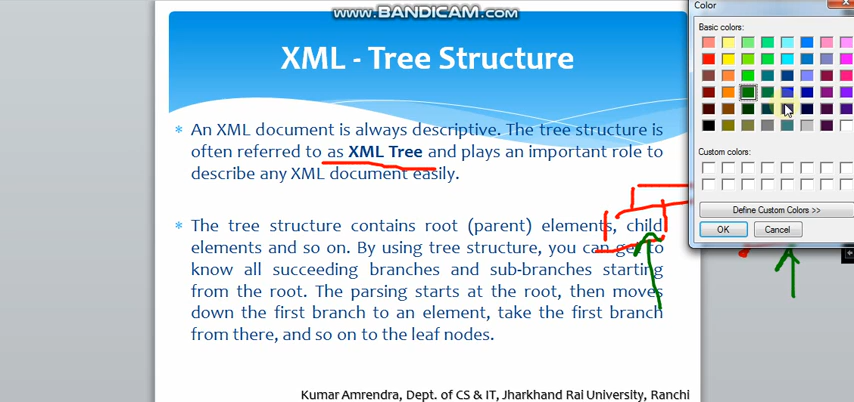 www.BANDICAM.com
Color
XML - Tree Structure
Basic colors:
* An XML document is always descriptive. The tree structure is
often referred to as XML Tree and plays an important role to
describe any XML document easily.
Custom colors:
* The tree structure contains root (parent) elements, child
elements and so on. By using tree structure, you can get to
know all succeeding branches and sub-branches starting
from the root. The parsing starts at the root, then moves
down the first branch to an element, take the first branch
from there, and so on to the leaf nodes.
Define Custom Colors >>
OK Cancel
Kumar Amrendra, Dept. of CS & IT, Jharkhand Rai University, Ranchi